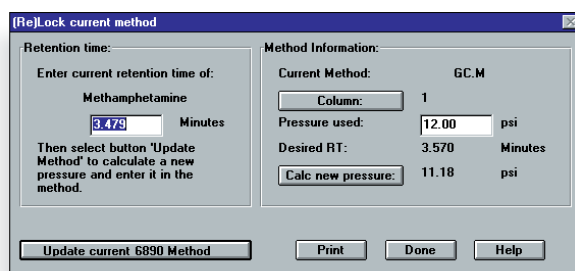 (Re)Lock current method
Retention time:
Enter current retention time of:
Methamphetamine
3.479 Minutes
Then select button 'Update
Method' to calculate a new
pressure and enter it in the
method.
Method Information:
Current Method: GC.M
Column: 1
Pressure used: 12.00 psi
Desired RT: 3.570 Minutes
Calc new pressure: 11.18 psi
Update current 6890 Method
Print
Done
Help